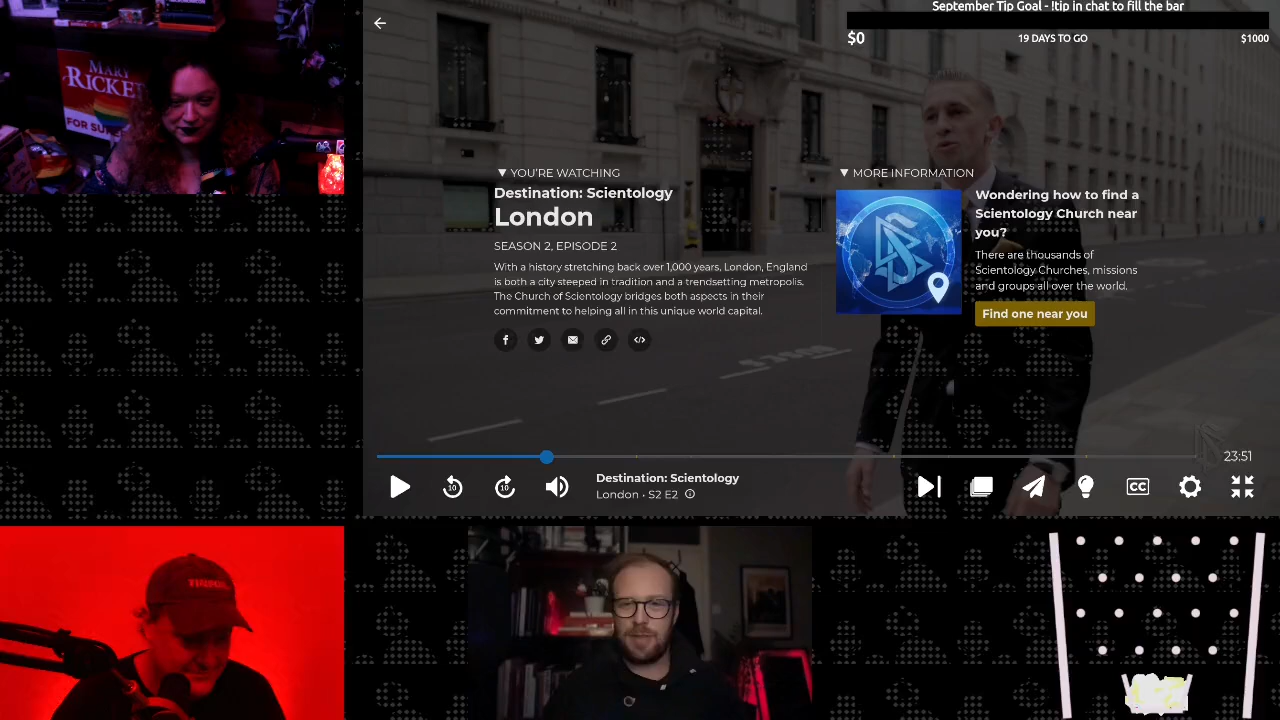 September Tip Goal - !tip in chat to fill the bar
$0
19 DAYS TO GO
$1000
MARY
RICKE
FOR SU
▼ YOU'RE WATCHING
Destination: Scientology
London
SEASON 2, EPISODE 2
With a history stretching back over 1,000 years, London, England
is both a city steeped in tradition and a trendsetting metropolis.
The Church of Scientology bridges both aspects in their
commitment to helping all in this unique world capital.
▼ MORE INFORMATION
Wondering how to find a
Scientology Church near
you?
There are thousands of
Scientology Churches, missions
and groups all over the world.
Find one near you
23:51
10
10
Destination: Scientology
London · S2 E2
CC